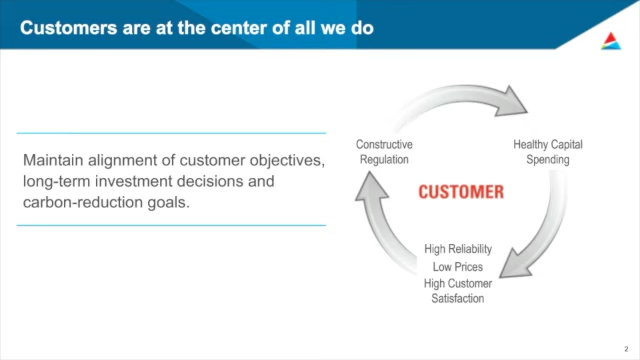 Customers are at the center of all we do
Maintain alignment of customer objectives,
long-term investment decisions and
carbon-reduction goals.
Constructive
Regulation
Healthy Capital
Spending
CUSTOMER
High Reliability
Low Prices
High Customer
Satisfaction
2